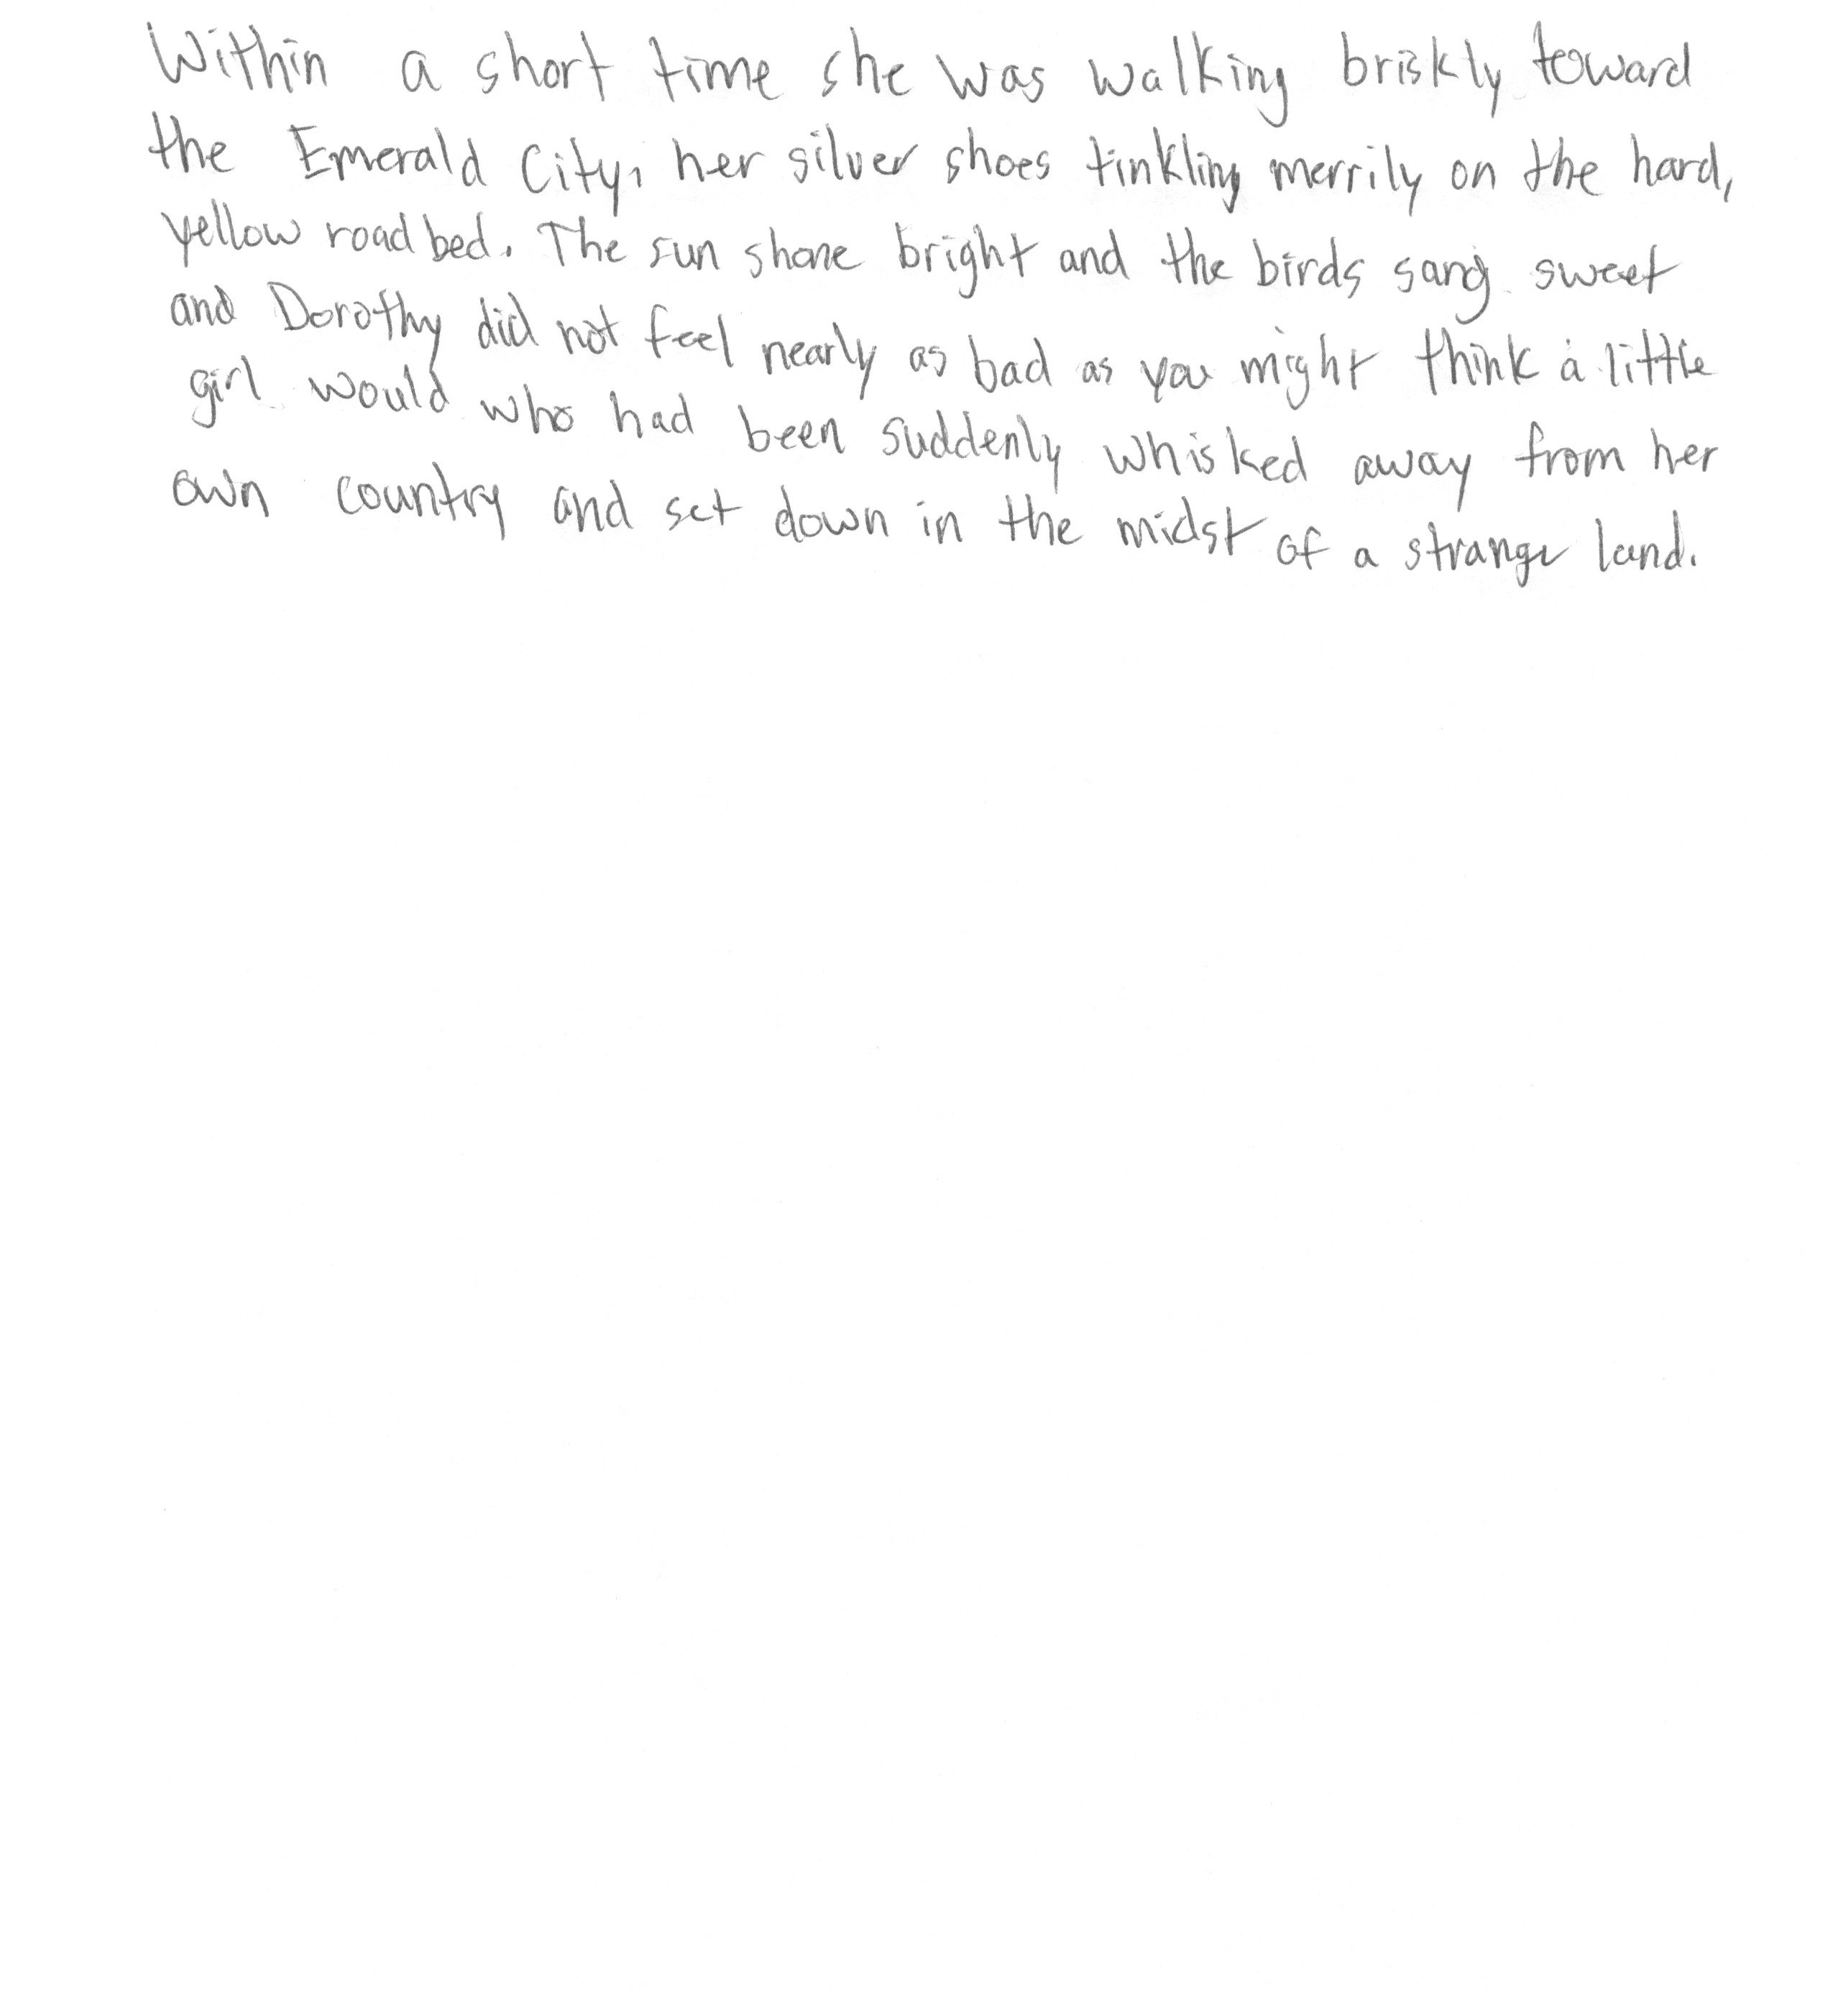 Within a short time she was walking briskly toward
the Emerald City, her silver shoes tinkling merrily on the hard,
yellow road bed. The sun shone bright and the birds sang sweet
and Dorothy did not feel nearly as bad as you might think a little
girl would who had been suddenly whisked away from her
own country and set down in the midst of a strange land.